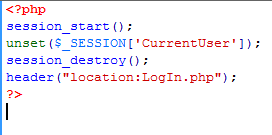 <?php
session_start();
unset($_SESSION['CurrentUser']);
session_destroy();
header("location:LogIn.php");
?>